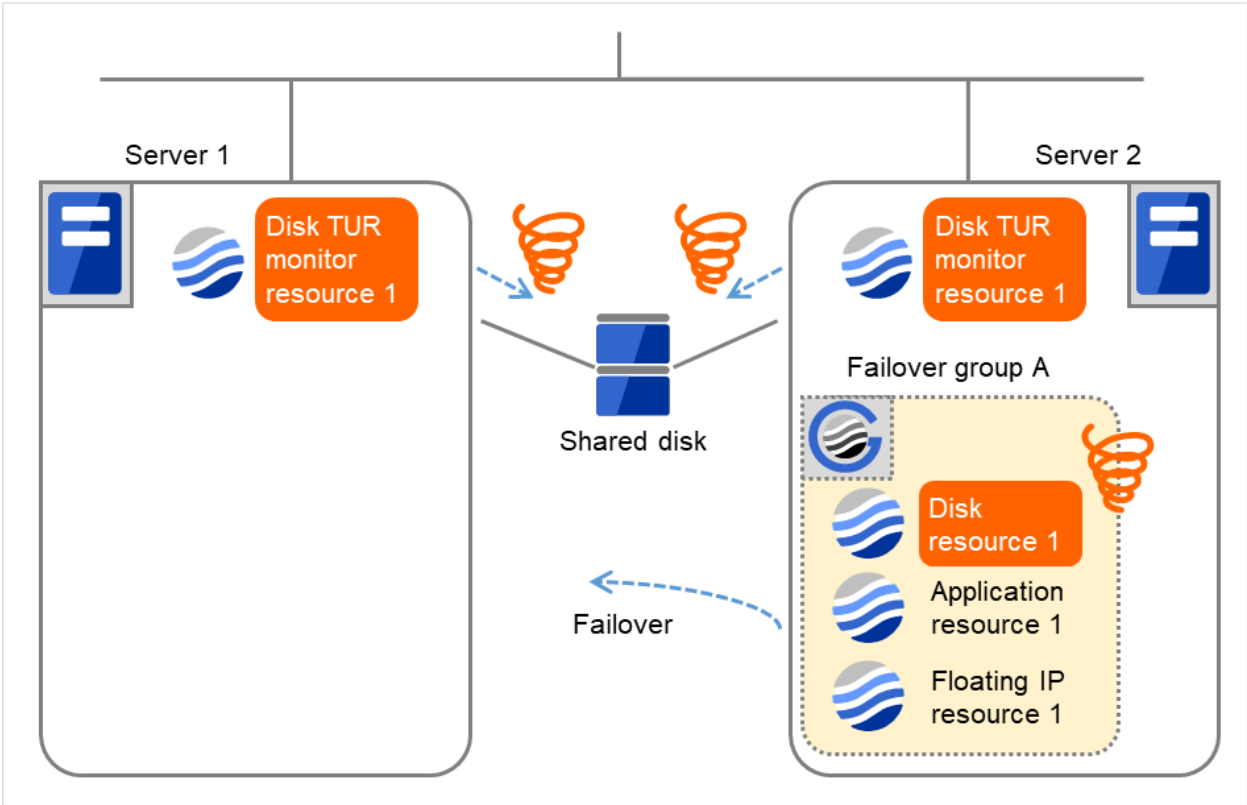 Server 1
Server 2
Disk TUR
monitor
resource 1
Disk TUR
monitor
resource 1
Shared disk
Failover group A
Disk
resource 1
Application
resource 1
Failover
Floating IP
resource 1